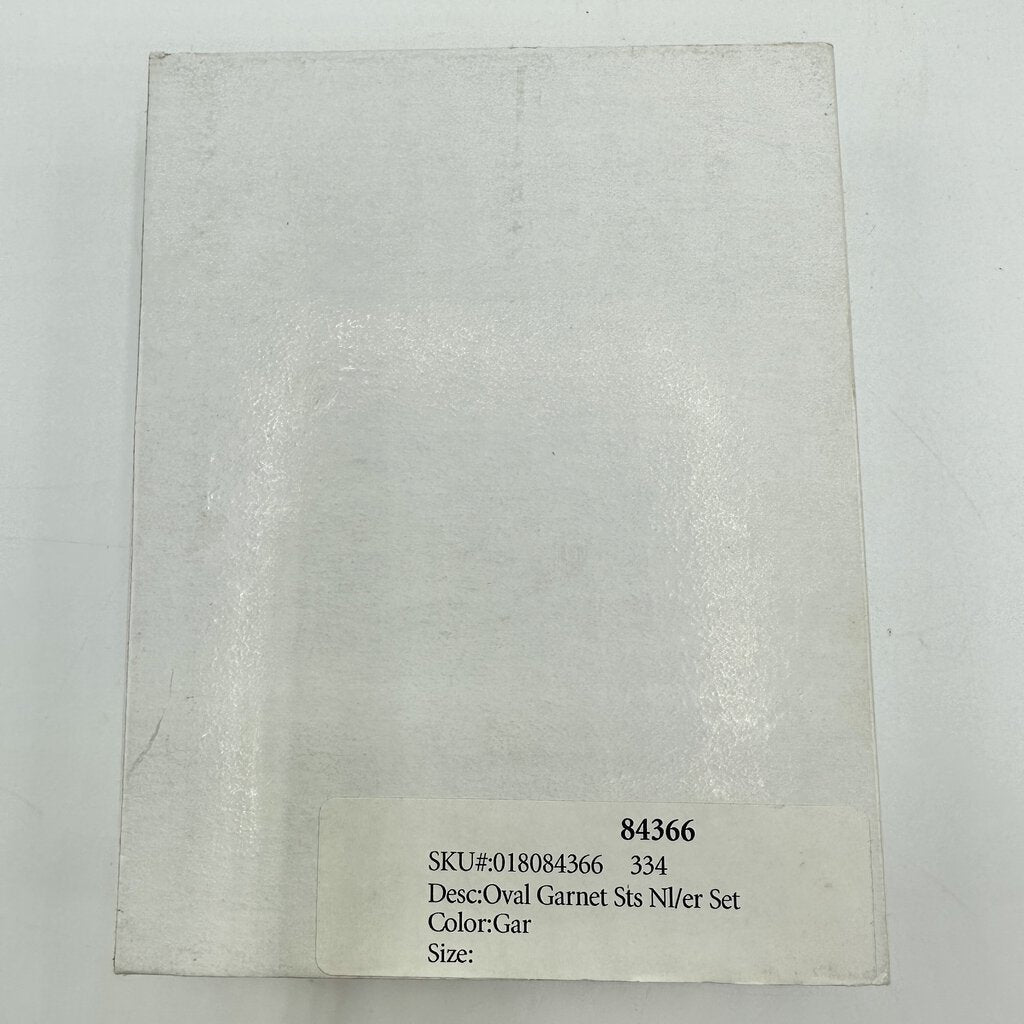 84366
SKU#:018084366 334
Desc:Oval Garnet Sts Nl/er Set
Color:Gar
Size: